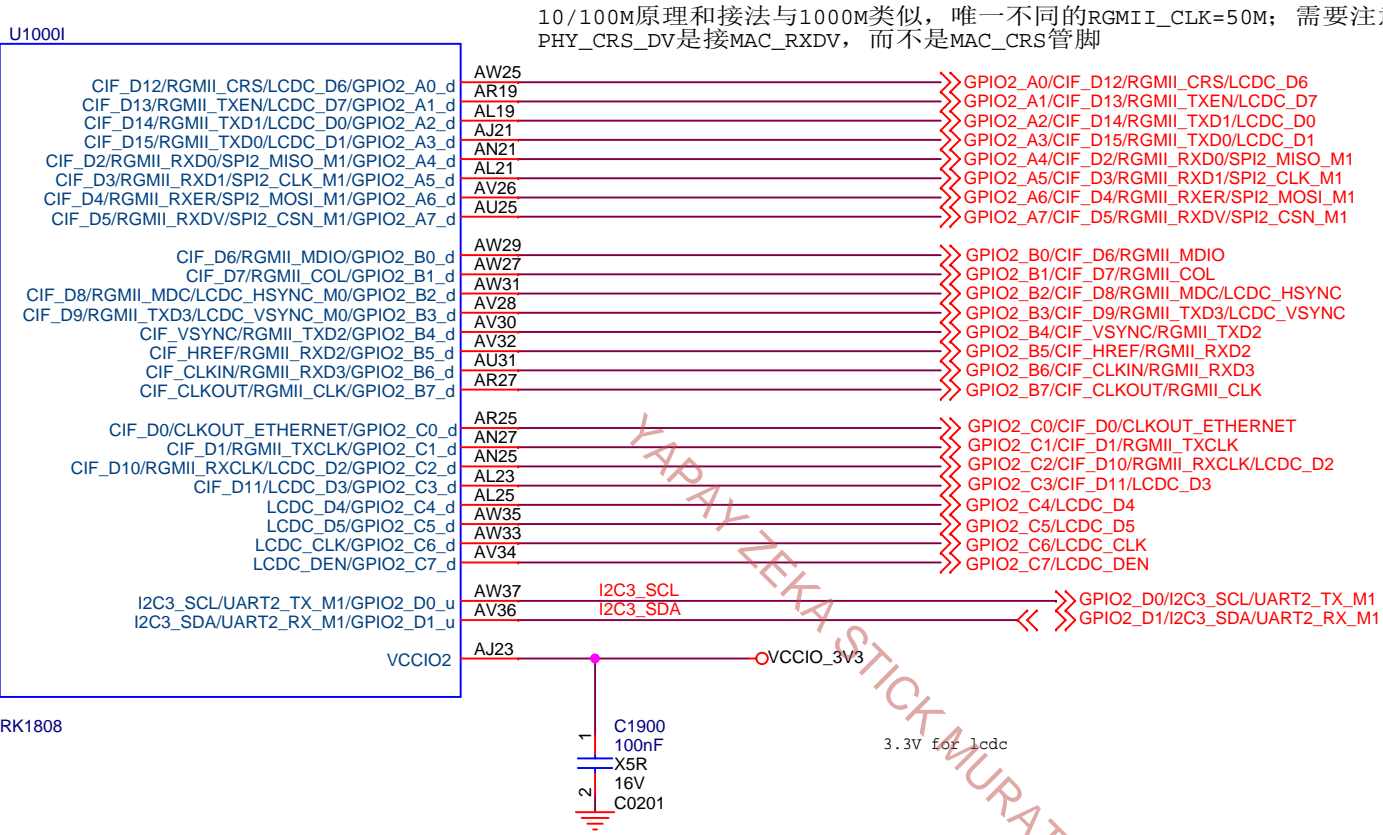 10/100M原理和接法与1000M类似，唯一不同的RGMII_CLK=50M；需要注
PHY_CRS_DV是接MAC_RXDV，而不是MAC_CRS管脚
U1000I
CIF_D12/RGMII_CRS/LCDC_D6/GPIO2_A0_d AW25 GPIO2_A0/CIF_D12/RGMII_CRS/LCDC_D6
CIF_D13/RGMII_TXEN/LCDC_D7/GPIO2_A1_d AR19 GPIO2_A1/CIF_D13/RGMII_TXEN/LCDC_D7
CIF_D14/RGMII_TXD1/LCDC_D0/GPIO2_A2_d AL19 GPIO2_A2/CIF_D14/RGMII_TXD1/LCDC_D0
CIF_D15/RGMII_TXD0/LCDC_D1/GPIO2_A3_d AJ21 GPIO2_A3/CIF_D15/RGMII_TXD0/LCDC_D1
CIF_D2/RGMII_RXD0/SPI2_MISO_M1/GPIO2_A4_d AN21 GPIO2_A4/CIF_D2/RGMII_RXD0/SPI2_MISO_M1
CIF_D3/RGMII_RXD1/SPI2_CLK_M1/GPIO2_A5_d AL21 GPIO2_A5/CIF_D3/RGMII_RXD1/SPI2_CLK_M1
CIF_D4/RGMII_RXER/SPI2_MOSI_M1/GPIO2_A6_d AV26 GPIO2_A6/CIF_D4/RGMII_RXER/SPI2_MOSI_M1
CIF_D5/RGMII_RXDV/SPI2_CSN_M1/GPIO2_A7_d AU25 GPIO2_A7/CIF_D5/RGMII_RXDV/SPI2_CSN_M1
CIF_D6/RGMII_MDIO/GPIO2_B0_d AW29 GPIO2_B0/CIF_D6/RGMII_MDIO
CIF_D7/RGMII_COL/GPIO2_B1_d AW27 GPIO2_B1/CIF_D7/RGMII_COL
CIF_D8/RGMII_MDC/LCDC_HSYNC_M0/GPIO2_B2_d AW31 GPIO2_B2/CIF_D8/RGMII_MDC/LCDC_HSYNC
CIF_D9/RGMII_TXD3/LCDC_VSYNC_M0/GPIO2_B3_d AV28 GPIO2_B3/CIF_D9/RGMII_TXD3/LCDC_VSYNC
CIF_VSYNC/RGMII_TXD2/GPIO2_B4_d AV30 GPIO2_B4/CIF_VSYNC/RGMII_TXD2
CIF_HREF/RGMII_RXD2/GPIO2_B5_d AV32 GPIO2_B5/CIF_HREF/RGMII_RXD2
CIF_CLKIN/RGMII_RXD3/GPIO2_B6_d AU31 GPIO2_B6/CIF_CLKIN/RGMII_RXD3
CIF_CLKOUT/RGMII_CLK/GPIO2_B7_d AR27 GPIO2_B7/CIF_CLKOUT/RGMII_CLK
CIF_D0/CLKOUT_ETHERNET/GPIO2_C0_d AR25 GPIO2_C0/CIF_D0/CLKOUT_ETHERNET
CIF_D1/RGMII_TXCLK/GPIO2_C1_d AN27 GPIO2_C1/CIF_D1/RGMII_TXCLK
CIF_D10/RGMII_RXCLK/LCDC_D2/GPIO2_C2_d AN25 GPIO2_C2/CIF_D10/RGMII_RXCLK/LCDC_D2
CIF_D11/LCDC_D3/GPIO2_C3_d AL23 GPIO2_C3/CIF_D11/LCDC_D3
LCDC_D4/GPIO2_C4_d AL25 GPIO2_C4/LCDC_D4
LCDC_D5/GPIO2_C5_d AW35 GPIO2_C5/LCDC_D5
LCDC_CLK/GPIO2_C6_d AW33 GPIO2_C6/LCDC_CLK
LCDC_DEN/GPIO2_C7_d AV34 GPIO2_C7/LCDC_DEN
I2C3_SCL/UART2_TX_M1/GPIO2_D0_u AW37 I2C3_SCL GPIO2_D0/I2C3_SCL/UART2_TX_M1
I2C3_SDA/UART2_RX_M1/GPIO2_D1_u AV36 I2C3_SDA GPIO2_D1/I2C3_SDA/UART2_RX_M1
VCCIO2 AJ23 VCCIO_3V3
RK1808
1
C1900
100nF
X5R
16V
C0201
2
3.3V for lcdc
YAPAY ZEKA STICK MURAT